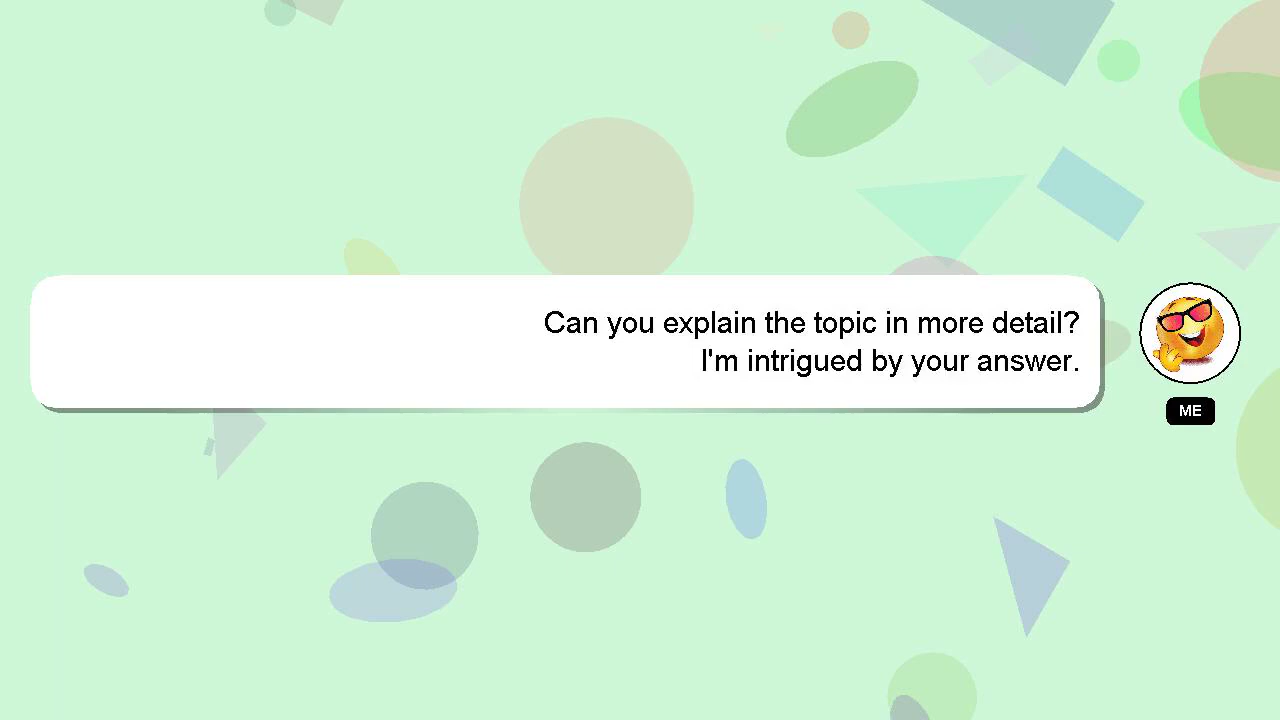 Can you explain the topic in more detail?
I'm intrigued by your answer.
ME